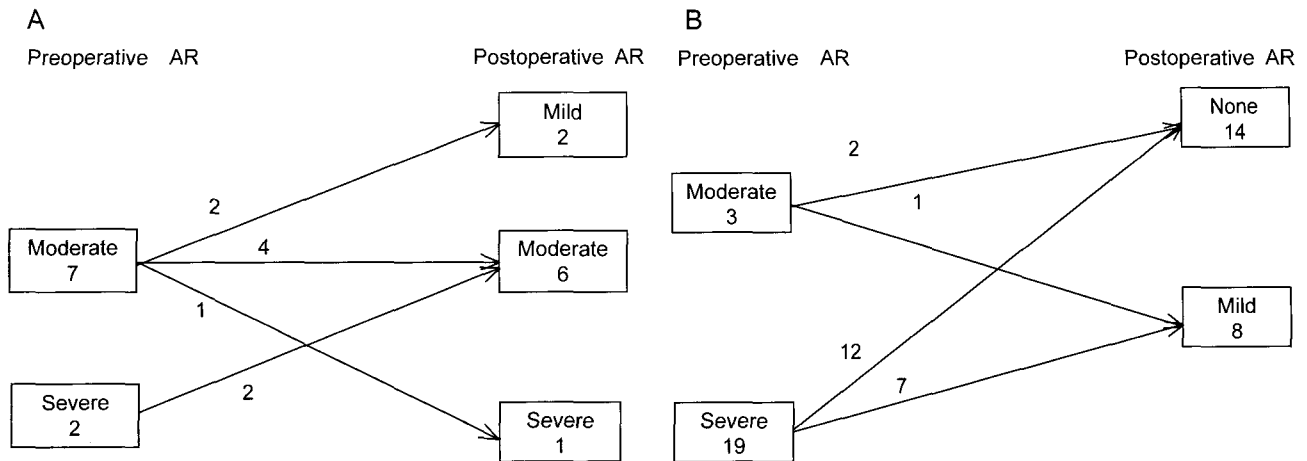 A
Preoperative AR
Postoperative AR
Mild
2
2
Moderate
7
4
Moderate
6
1
Severe
2
2
Severe
1
B
Preoperative AR
Postoperative AR
None
14
2
Moderate
3
1
Mild
8
12
7
Severe
19